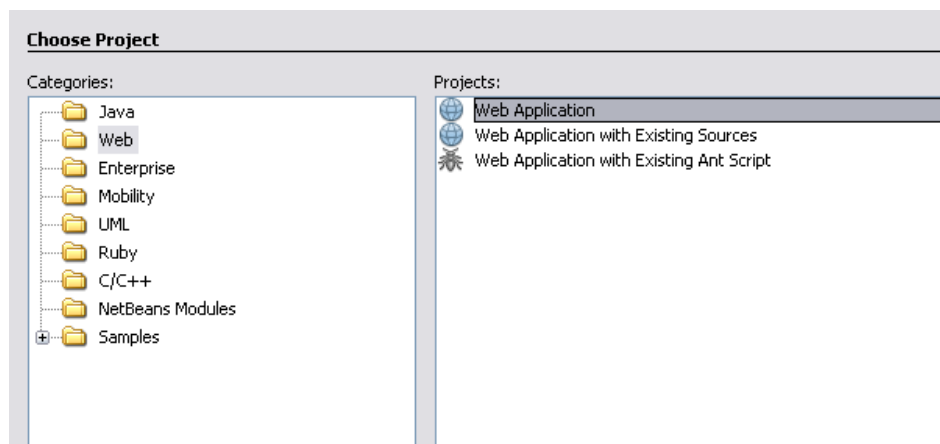 Choose Project
Categories:
Java
Web
Enterprise
Mobility
UML
Ruby
C/C++
NetBeans Modules
Samples
Projects:
Web Application
Web Application with Existing Sources
Web Application with Existing Ant Script